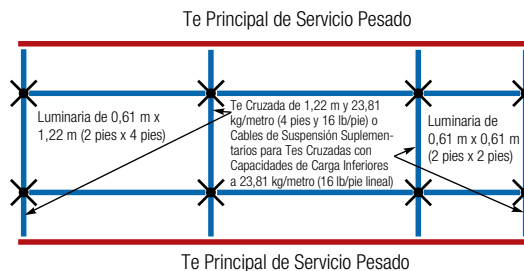 Te Principal de Servicio Pesado
Luminaria de 0,61 m x
1,22 m (2 pies x 4 pies)
Te Cruzada de 1,22 m y 23,81
kg/metro (4 pies y 16 lb/pie) o
Cables de Suspensión Suplemen-
tarios para Tes Cruzadas con
Capacidades de Carga Inferiores
a 23,81 kg/metro (16 lb/pie lineal)
Luminaria de
0,61 m x 0,61 m
(2 pies x 2 pies)
Te Principal de Servicio Pesado